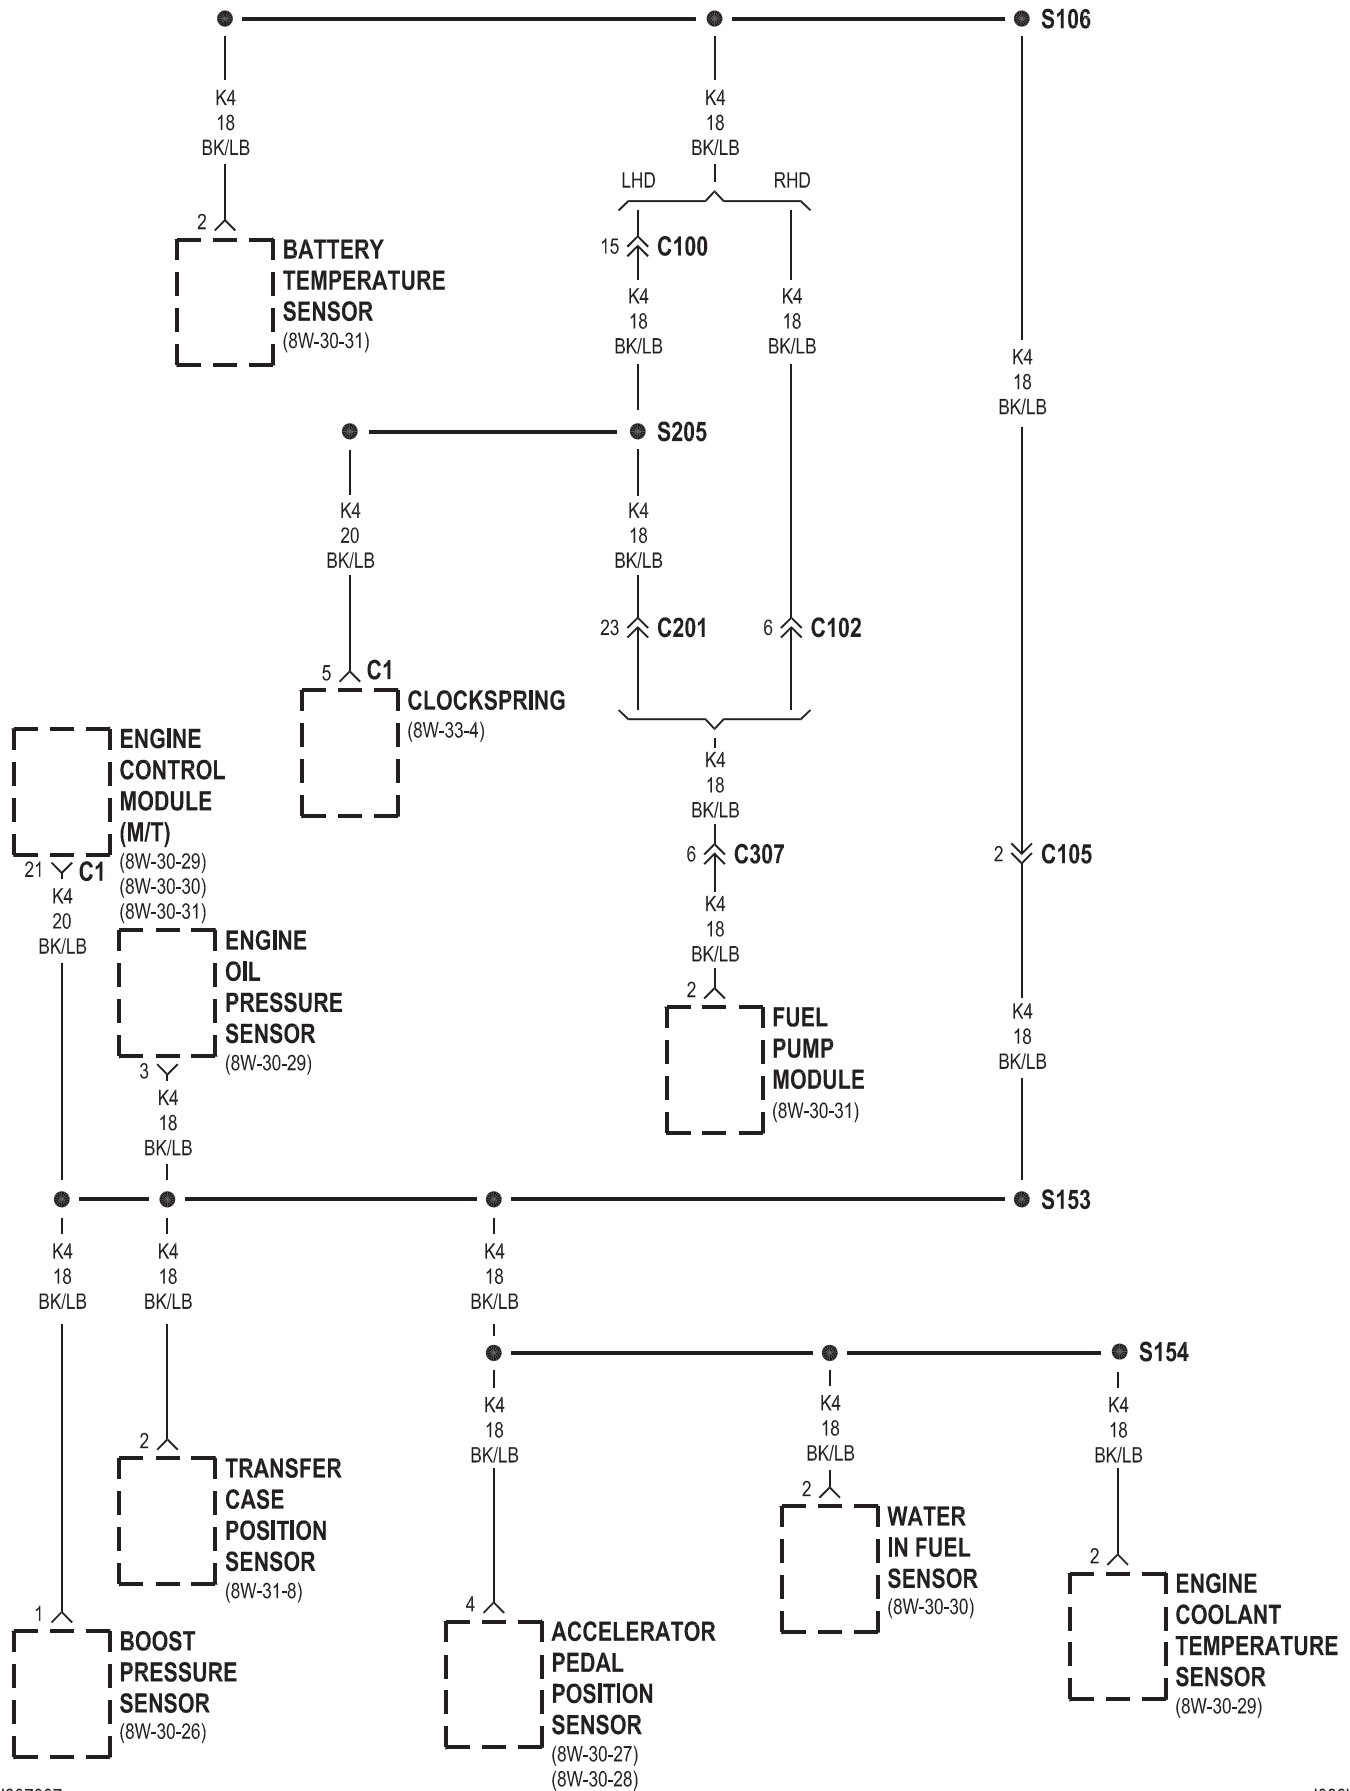 S106
K4
18
BK/LB
K4
18
BK/LB
LHD
RHD
2
BATTERY
TEMPERATURE
SENSOR
(8W-30-31)
15
C100
K4
18
BK/LB
K4
18
BK/LB
K4
18
BK/LB
S205
K4
20
BK/LB
K4
18
BK/LB
23
C201
6
C102
5
C1
CLOCKSPRING
(8W-33-4)
ENGINE
CONTROL
MODULE
(M/T)
(8W-30-29)
(8W-30-30)
(8W-30-31)
21
C1
K4
20
BK/LB
K4
18
BK/LB
6
C307
2
C105
K4
18
BK/LB
ENGINE
OIL
PRESSURE
SENSOR
(8W-30-29)
3
K4
18
BK/LB
2
FUEL
PUMP
MODULE
(8W-30-31)
K4
18
BK/LB
S153
K4
18
BK/LB
K4
18
BK/LB
K4
18
BK/LB
S154
K4
18
BK/LB
K4
18
BK/LB
K4
18
BK/LB
2
TRANSFER
CASE
POSITION
SENSOR
(8W-31-8)
2
WATER
IN FUEL
SENSOR
(8W-30-30)
2
ENGINE
COOLANT
TEMPERATURE
SENSOR
(8W-30-29)
1
BOOST
PRESSURE
SENSOR
(8W-30-26)
4
ACCELERATOR
PEDAL
POSITION
SENSOR
(8W-30-27)
(8W-30-28)